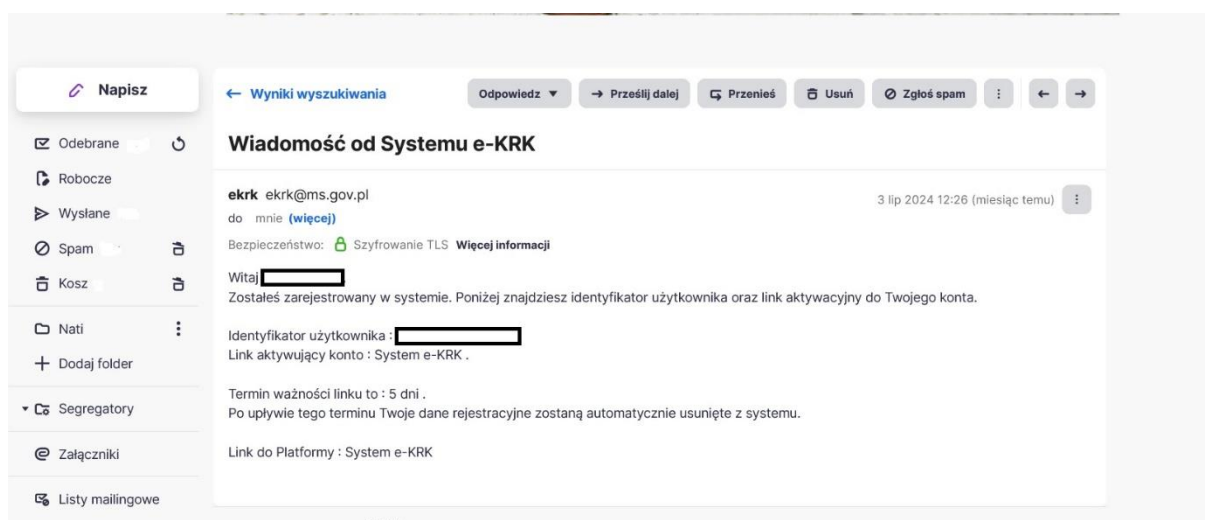 Napisz
Odebrane
Robocze
Wysłane
Spam
Kosz
Nati
Dodaj folder
Segregatory
Załączniki
Listy mailingowe
← Wyniki wyszukiwania
Odpowiedz ▼
→ Prześlij dalej
Przenieś
Usuń
Zgłoś spam
Wiadomość od Systemu e-KRK
ekrk ekrk@ms.gov.pl
3 lip 2024 12:26 (miesiąc temu)
do mnie (więcej)
Bezpieczeństwo: Szyfrowanie TLS Więcej informacji
Witaj
Zostałeś zarejestrowany w systemie. Poniżej znajdziesz identyfikator użytkownika oraz link aktywacyjny do Twojego konta.
Identyfikator użytkownika :
Link aktywujący konto : System e-KRK .
Termin ważności linku to : 5 dni .
Po upływie tego terminu Twoje dane rejestracyjne zostaną automatycznie usunięte z systemu.
Link do Platformy : System e-KRK